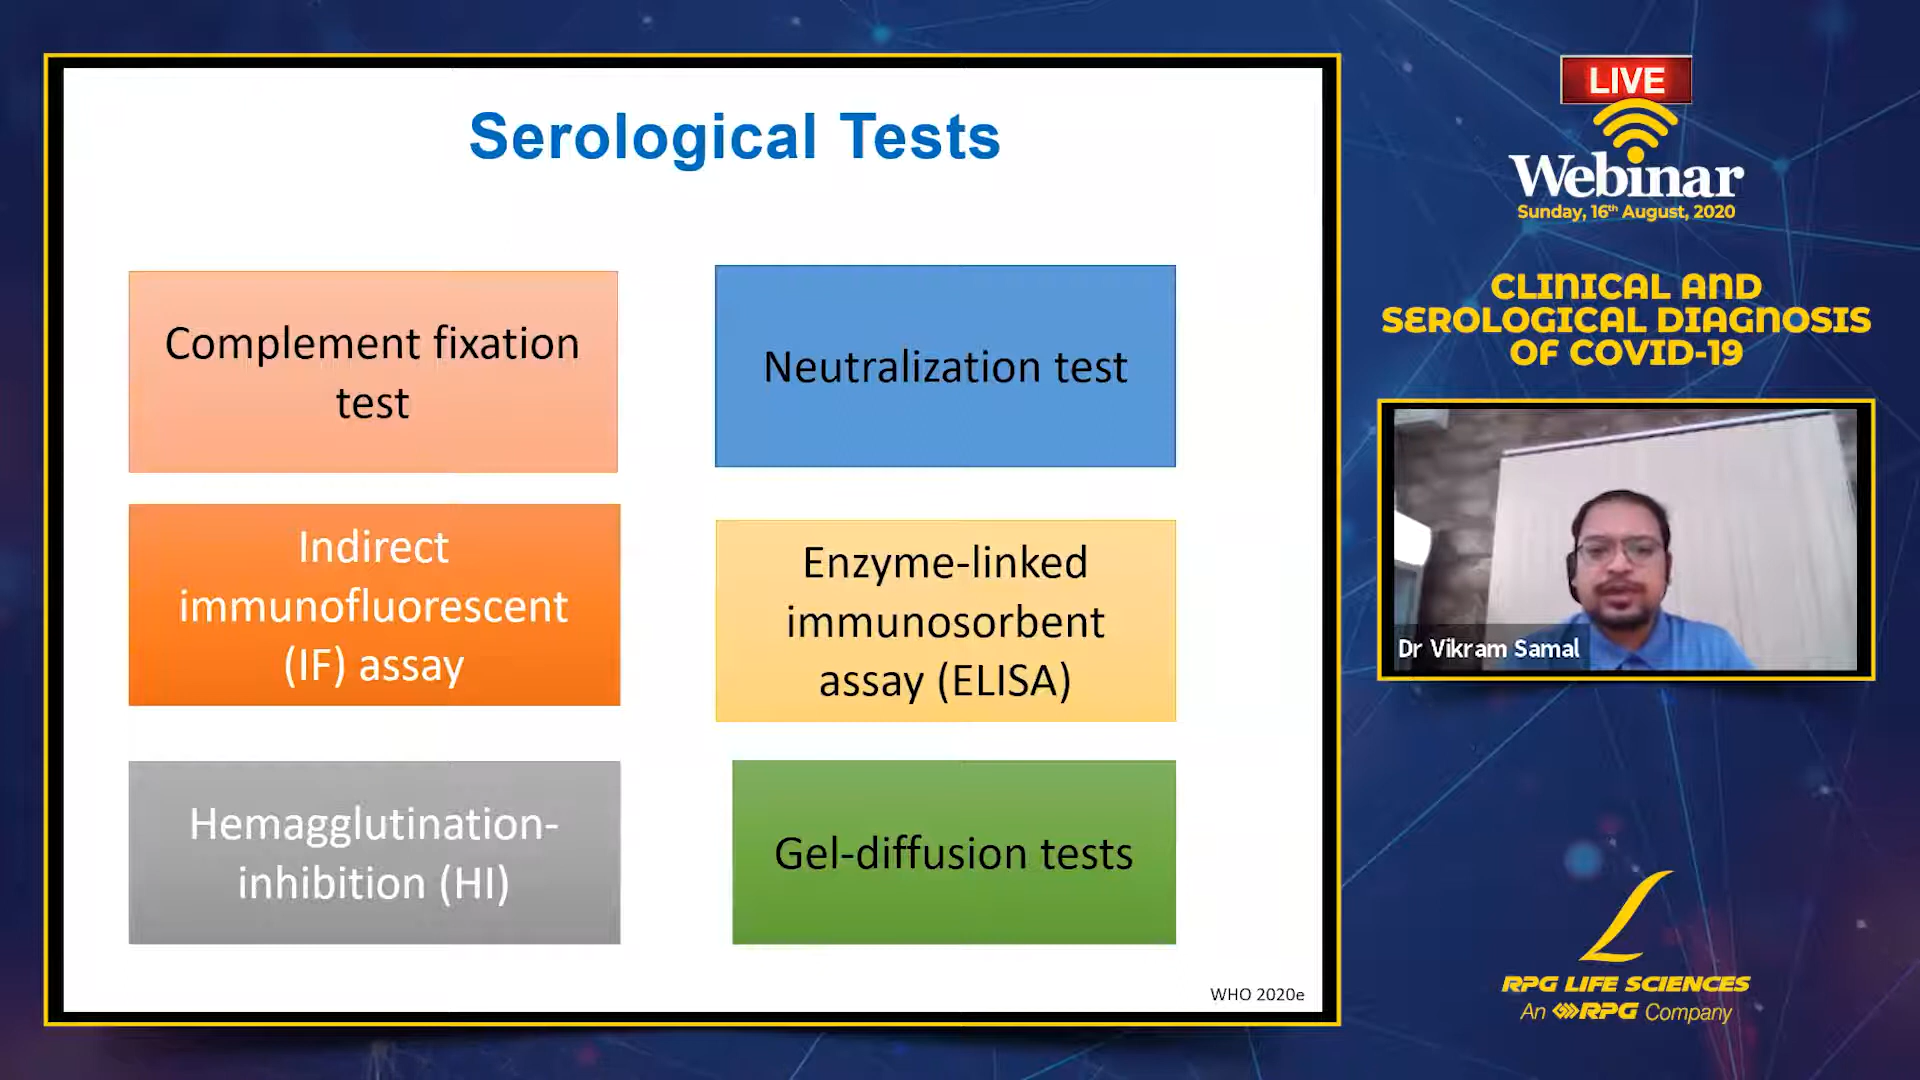 Serological Tests
Complement fixation
test
Neutralization test
Indirect
immunofluorescent
(IF) assay
Enzyme-linked
immunosorbent
assay (ELISA)
Hemagglutination-
inhibition (HI)
Gel-diffusion tests
WHO 2020e
LIVE
Webinar
Sunday, 16th August, 2020
CLINICAL AND
SEROLOGICAL DIAGNOSIS
OF COVID-19
Dr Vikram Samal
RPG LIFE SCIENCES
An RPG Company